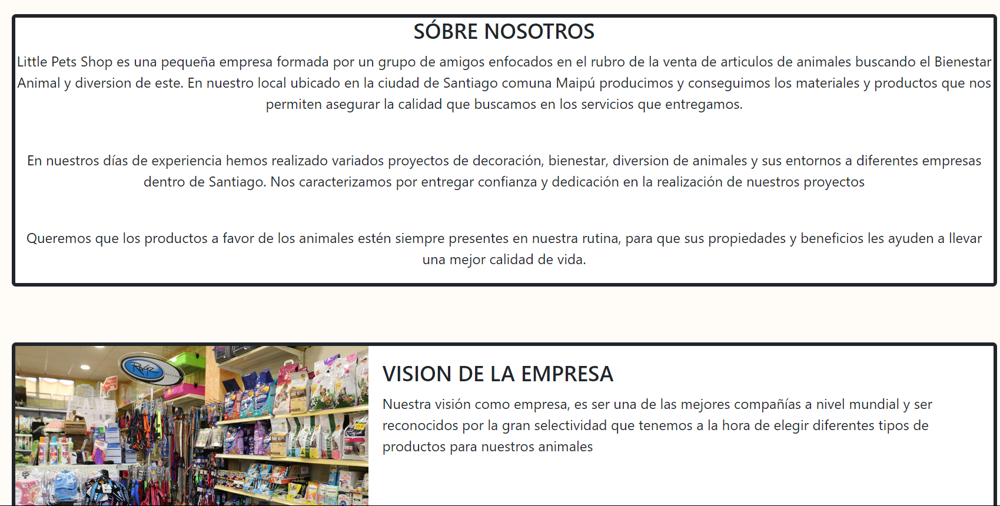 SÓBRE NOSOTROS
Little Pets Shop es una pequeña empresa formada por un grupo de amigos enfocados en el rubro de la venta de articulos de animales buscando el Bienestar
Animal y diversion de este. En nuestro local ubicado en la ciudad de Santiago comuna Maipú producimos y conseguimos los materiales y productos que nos
permiten asegurar la calidad que buscamos en los servicios que entregamos.
En nuestros días de experiencia hemos realizado variados proyectos de decoración, bienestar, diversion de animales y sus entornos a diferentes empresas
dentro de Santiago. Nos caracterizamos por entregar confianza y dedicación en la realización de nuestros proyectos
Queremos que los productos a favor de los animales estén siempre presentes en nuestra rutina, para que sus propiedades y beneficios les ayuden a llevar
una mejor calidad de vida.
Rogz
VISION DE LA EMPRESA
Nuestra visión como empresa, es ser una de las mejores compañías a nivel mundial y ser
reconocidos por la gran selectividad que tenemos a la hora de elegir diferentes tipos de
productos para nuestros animales